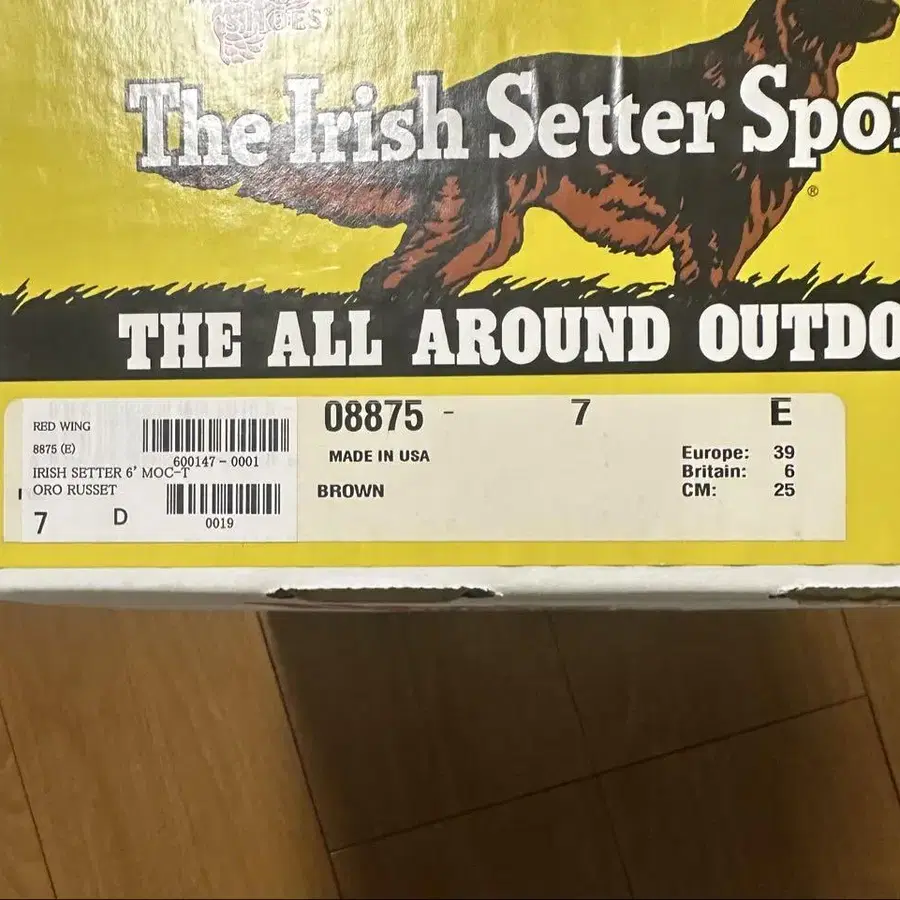 SHOES
The Irish Setter Spor
®
THE ALL AROUND OUTDO
RED WING
8875 (E)
600147-0001
IRISH SETTER 6' MOC-T
ORO RUSSET
7 D
0019
08875 - 7 E
MADE IN USA
BROWN
Europe: 39
Britain: 6
CM: 25